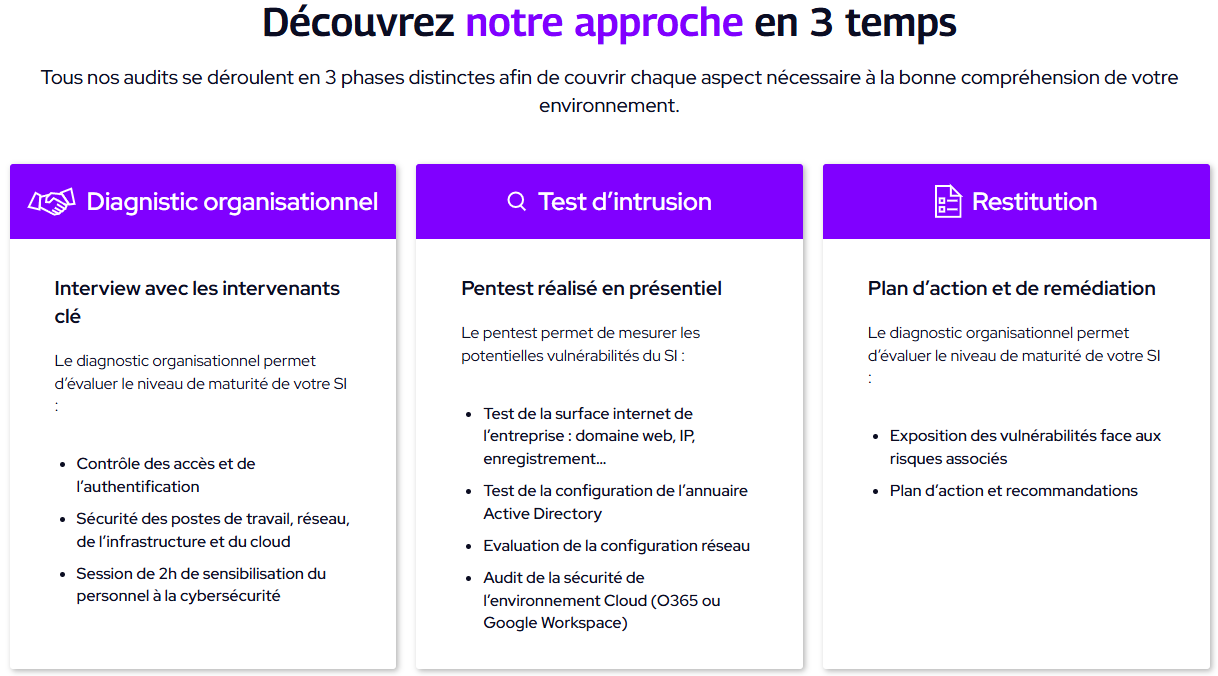 Découvrez notre approche en 3 temps
Tous nos audits se déroulent en 3 phases distinctes afin de couvrir chaque aspect nécessaire à la bonne compréhension de votre
environnement.
Diagnistic organisationnel
Interview avec les intervenants
clé
Le diagnostic organisationnel permet
d’évaluer le niveau de maturité de votre SI
:
• Contrôle des accès et de
l’authentification
• Sécurité des postes de travail, réseau,
de l’infrastructure et du cloud
• Session de 2h de sensibilisation du
personnel à la cybersécurité
Test d’intrusion
Pentest réalisé en présentiel
Le pentest permet de mesurer les
potentielles vulnérabilités du SI :
• Test de la surface internet de
l’entreprise : domaine web, IP,
enregistrement…
• Test de la configuration de l’annuaire
Active Directory
• Evaluation de la configuration réseau
• Audit de la sécurité de
l’environnement Cloud (O365 ou
Google Workspace)
Restitution
Plan d’action et de remédiation
Le diagnostic organisationnel permet
d’évaluer le niveau de maturité de votre SI
:
• Exposition des vulnérabilités face aux
risques associés
• Plan d’action et recommandations